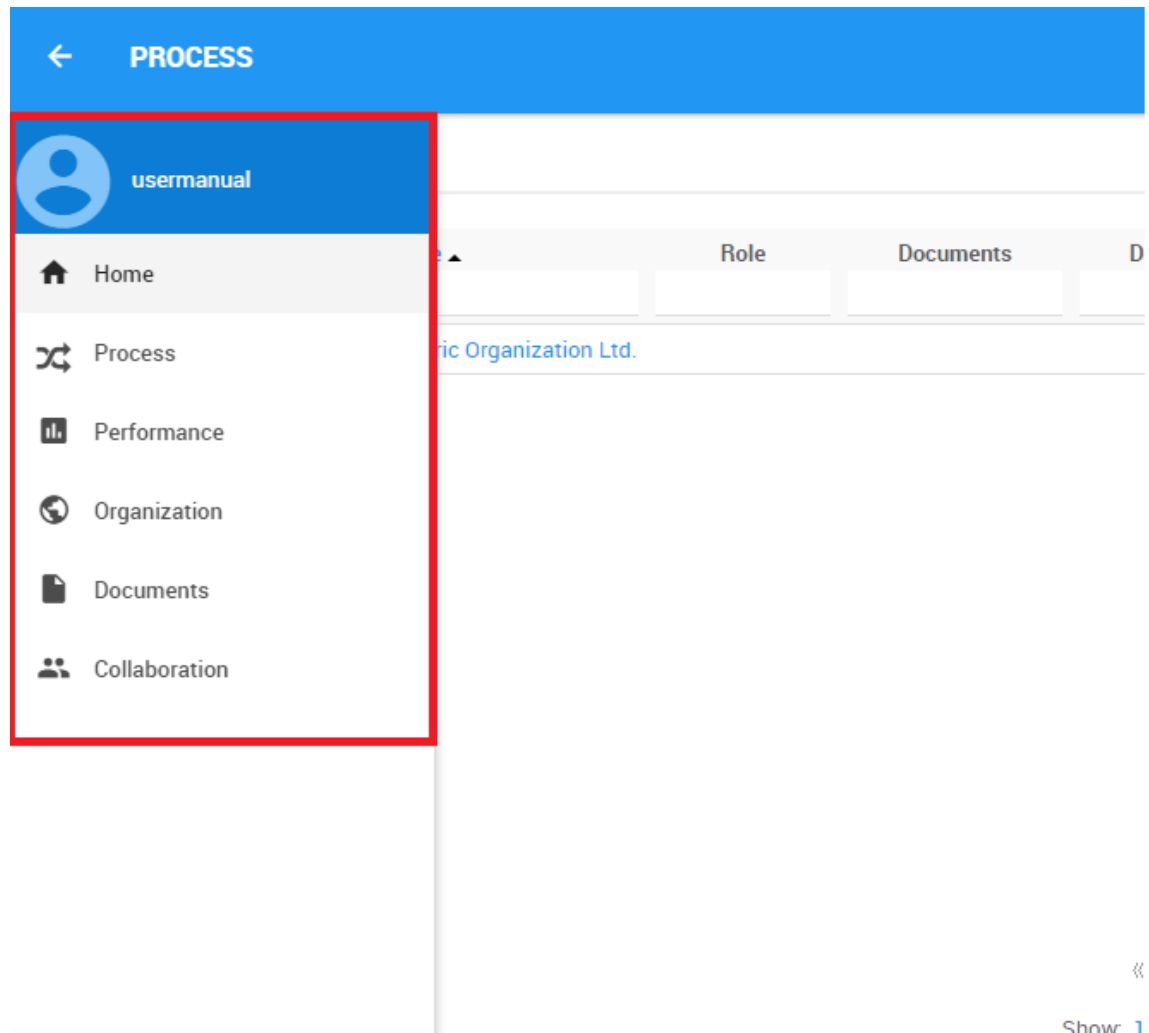 PROCESS
usermanual
Home
Role Documents
Process
ric Organization Ltd.
Performance
Organization
Documents
Collaboration
«
Show: